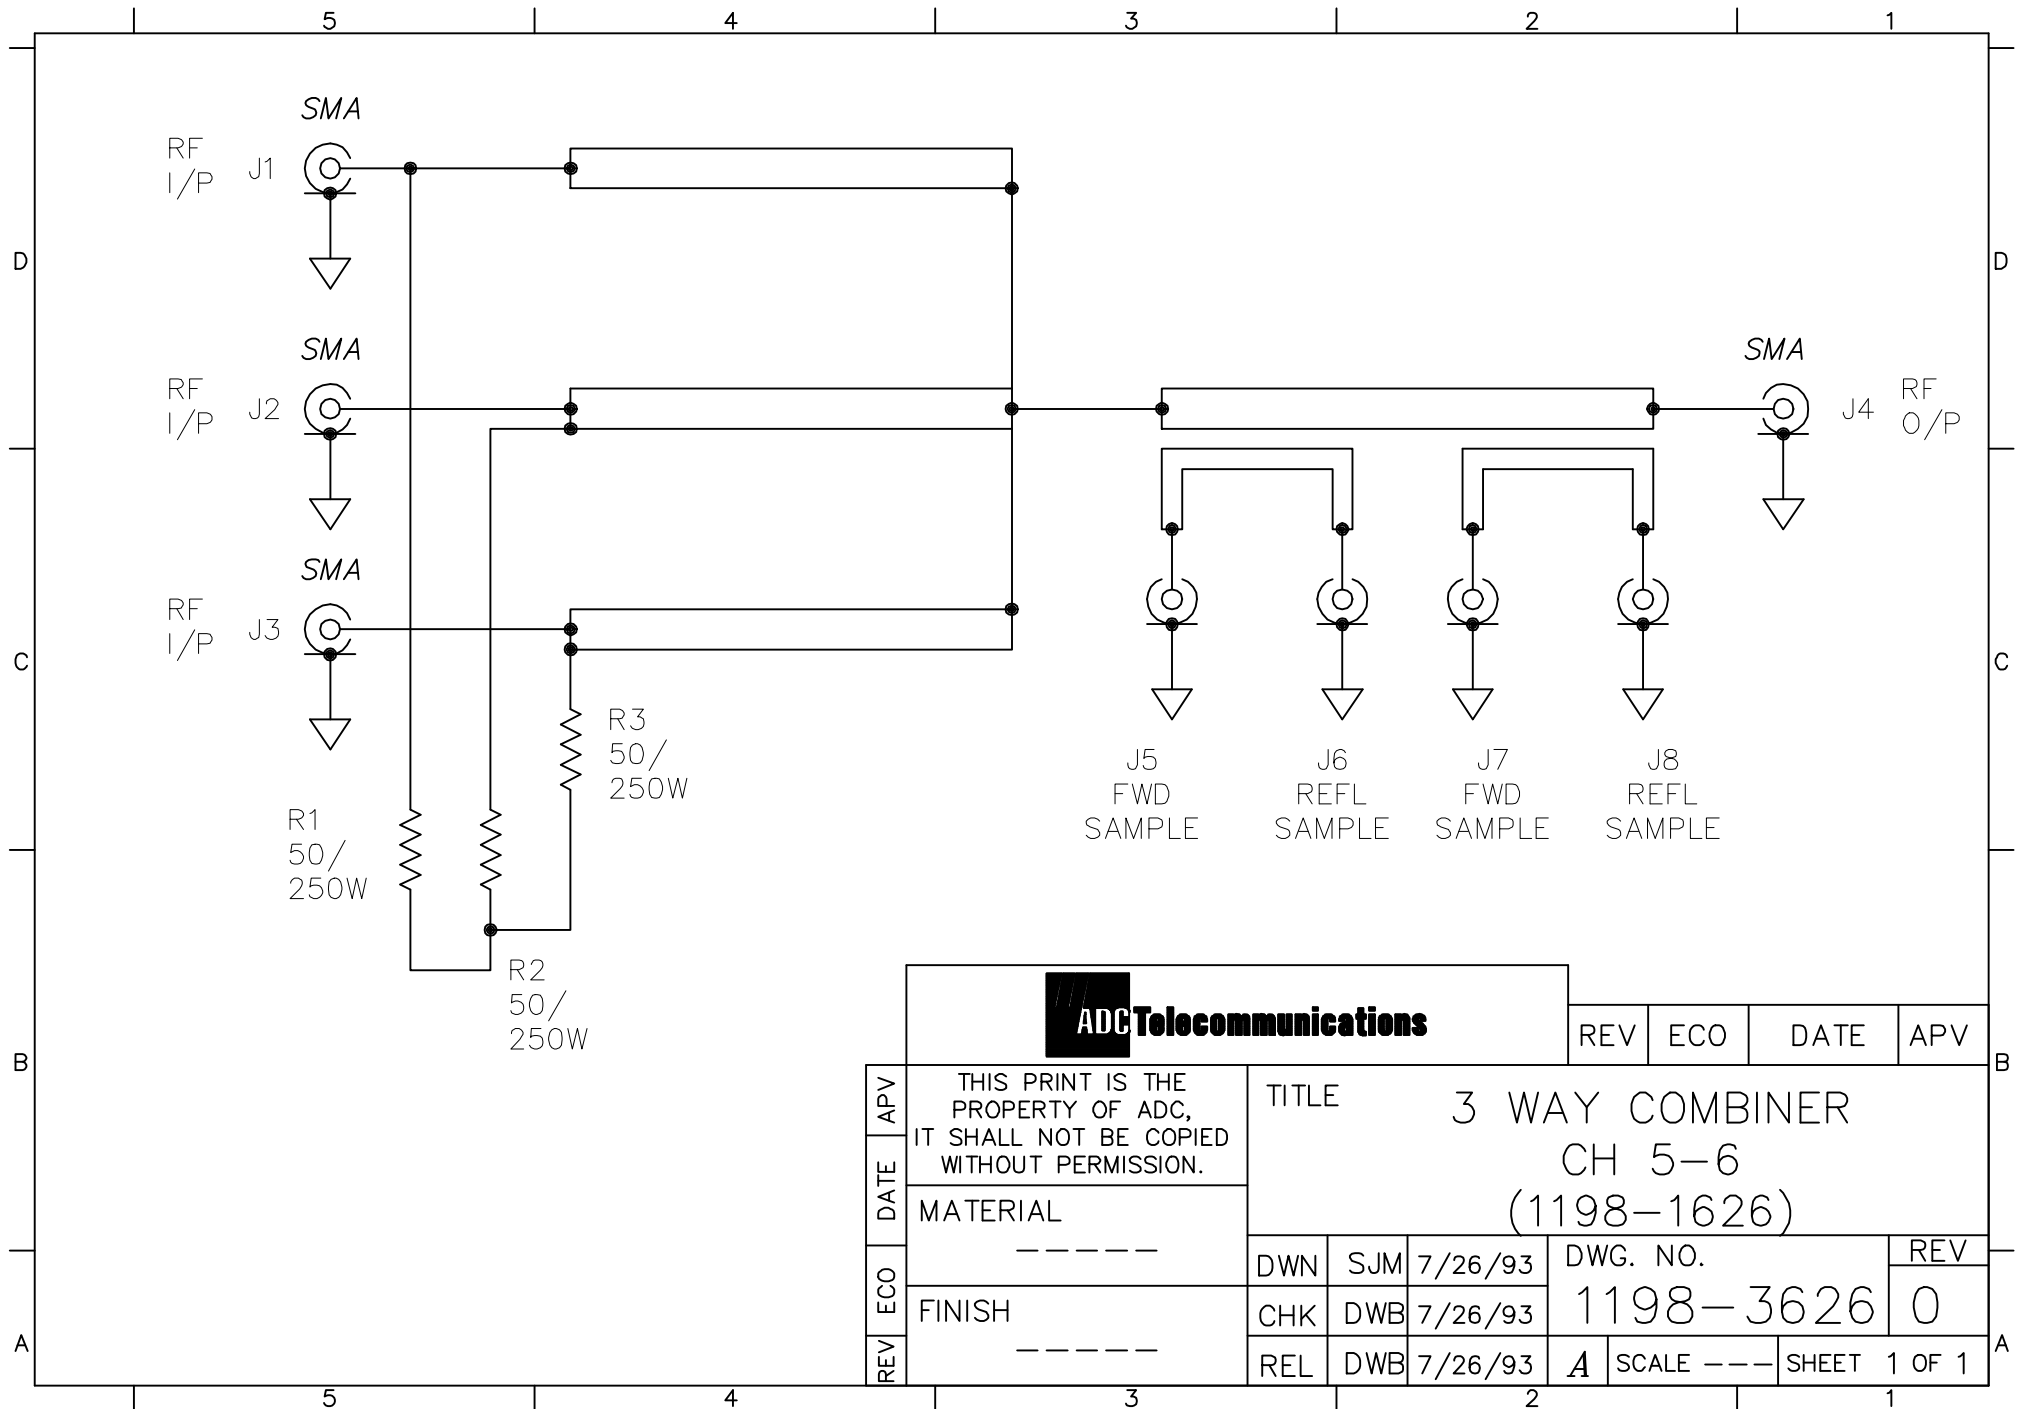 5 4 3 2 1
SMA
RF
I/P
J1
D
D
SMA
RF
I/P
J2
SMA
J4
RF
O/P
SMA
RF
I/P
J3
C
C
R3
50/
250W
J5
FWD
SAMPLE
J6
REFL
SAMPLE
J7
FWD
SAMPLE
J8
REFL
SAMPLE
R1
50/
250W
R2
50/
250W
ADC Telecommunications
REV ECO DATE APV
B
B
APV
DATE
ECO
REV
THIS PRINT IS THE
PROPERTY OF ADC,
IT SHALL NOT BE COPIED
WITHOUT PERMISSION.
TITLE
3 WAY COMBINER
CH 5-6
(1198-1626)
MATERIAL
-----
FINISH
-----
DWN SJM 7/26/93
CHK DWB 7/26/93
REL DWB 7/26/93
DWG. NO.
1198-3626
REV
0
A SCALE --- SHEET 1 OF 1
A
A
5 4 3 2 1